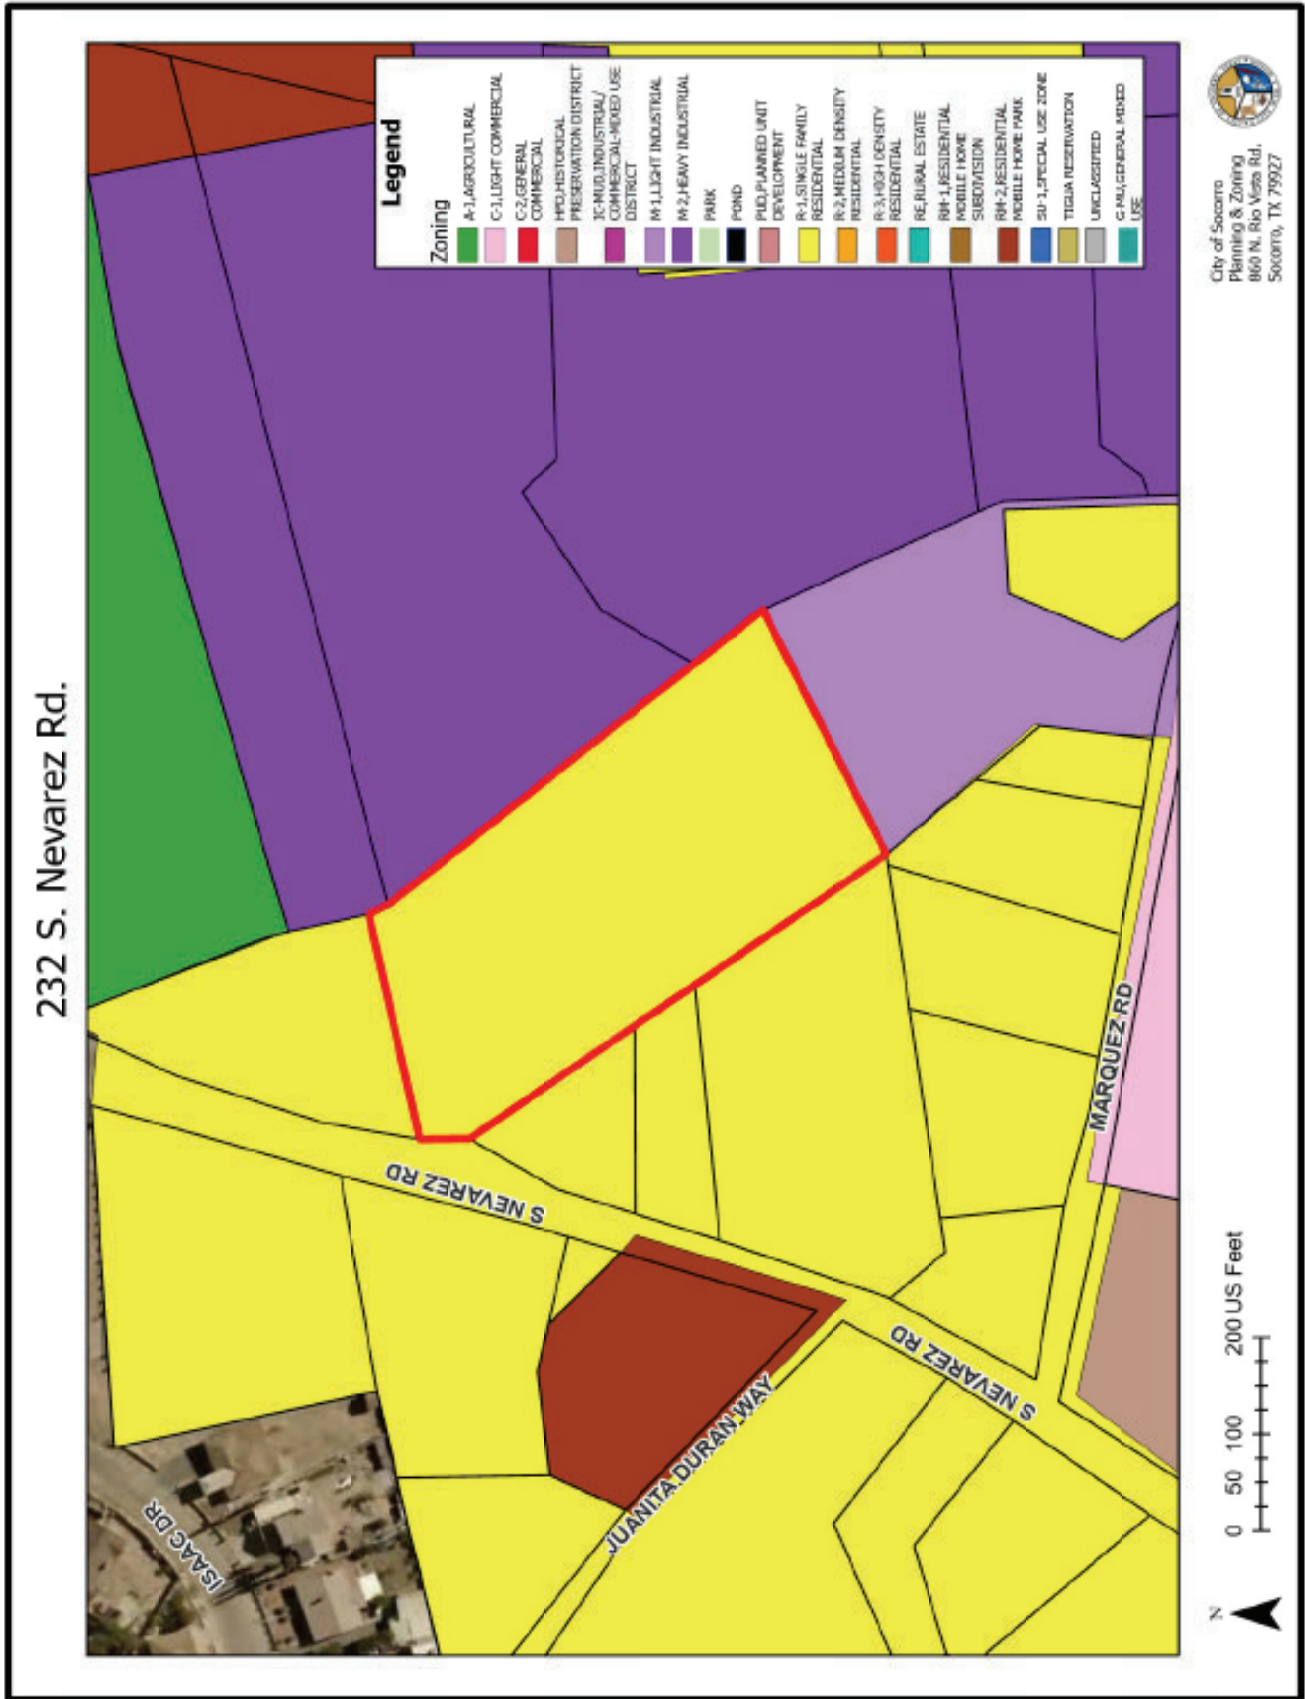 232 S. Nevarez Rd.
Legend
Zoning
A-1,AGRICULTURAL
C-1,LIGHT COMMERCIAL
C-2,GENERAL
COMMERCIAL
HPD,HISTORICAL
PRESERVATION DISTRICT
IC-MUD,INDUSTRIAL/
COMMERCIAL-MIXED USE
DISTRICT
M-1,LIGHT INDUSTRIAL
M-2,HEAVY INDUSTRIAL
PARK
POND
PUD,PLANNED UNIT
DEVELOPMENT
R-1,SINGLE FAMILY
RESIDENTIAL
R-2,MEDIUM DENSITY
RESIDENTIAL
R-3,HIGH DENSITY
RESIDENTIAL
RE,RURAL ESTATE
RM-1,RESIDENTIAL
MOBILE HOME
SUBDIVISION
RM-2,RESIDENTIAL
MOBILE HOME PARK
SU-1,SPECIAL USE ZONE
TIGUA RESERVATION
UNCLASSIFIED
G-MU,GENERAL MIXED
USE
ISAAC DR
S NEVAREZ RD
JUANITA DURAN WAY
S NEVAREZ RD
MARQUEZ RD
N
0 50 100 200 US Feet
City of Socorro
Planning & Zoning
860 N. Rio Vista Rd.
Socorro, TX 79927